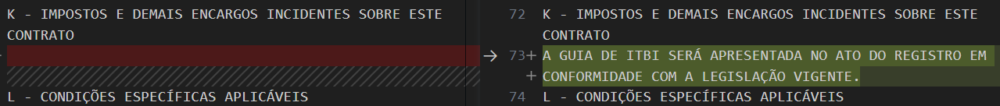 K - IMPOSTOS E DEMAIS ENCARGOS INCIDENTES SOBRE ESTE
CONTRATO
L - CONDIÇÕES ESPECÍFICAS APLICÁVEIS
72 K - IMPOSTOS E DEMAIS ENCARGOS INCIDENTES SOBRE ESTE
CONTRATO
→ 73+ A GUIA DE ITBI SERÁ APRESENTADA NO ATO DO REGISTRO EM
+ CONFORMIDADE COM A LEGISLAÇÃO VIGENTE.
74 L - CONDIÇÕES ESPECÍFICAS APLICÁVEIS